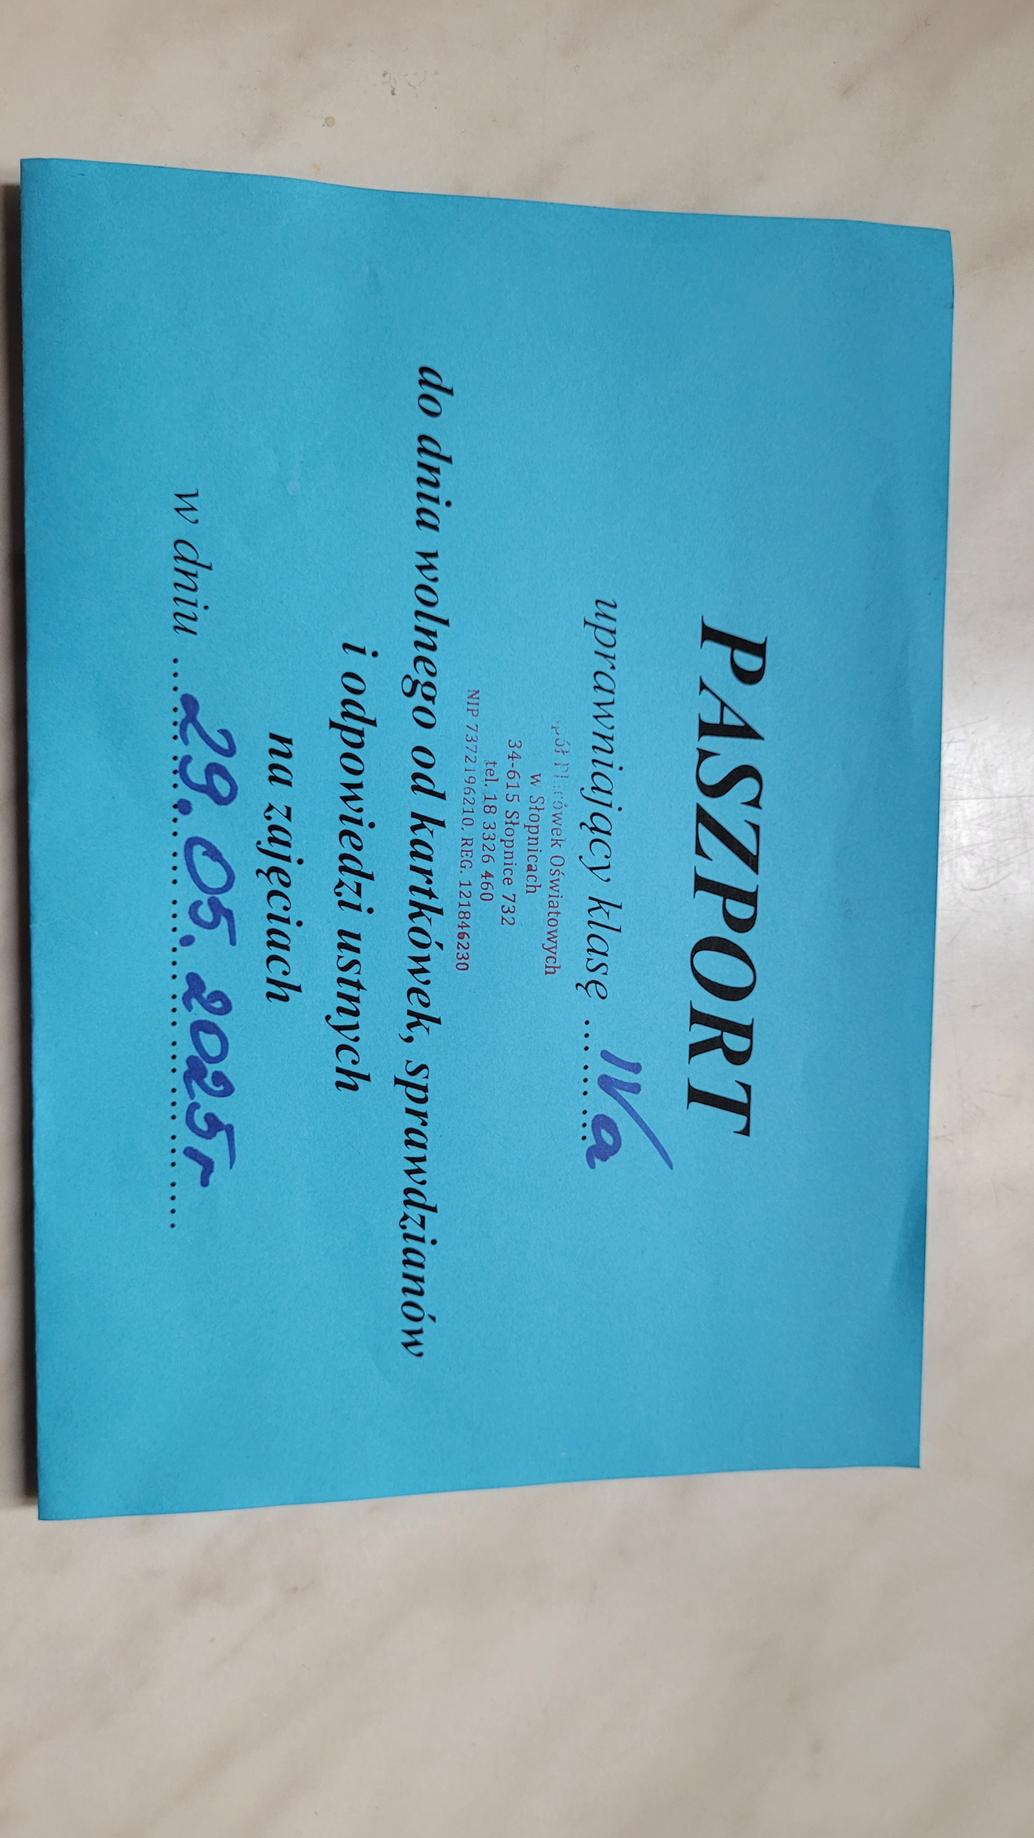 PASZPORT
uprawniający klasę ......... IVa
Placówek Oświatowych
w Słopnicach
34-615 Słopnice 732
tel. 18 3326 460
NIP 7372196210, REG. 121846230
do dnia wolnego od kartkówek, sprawdzianów
i odpowiedzi ustnych
na zajęciach
w dniu ... 29.05.2025r ...